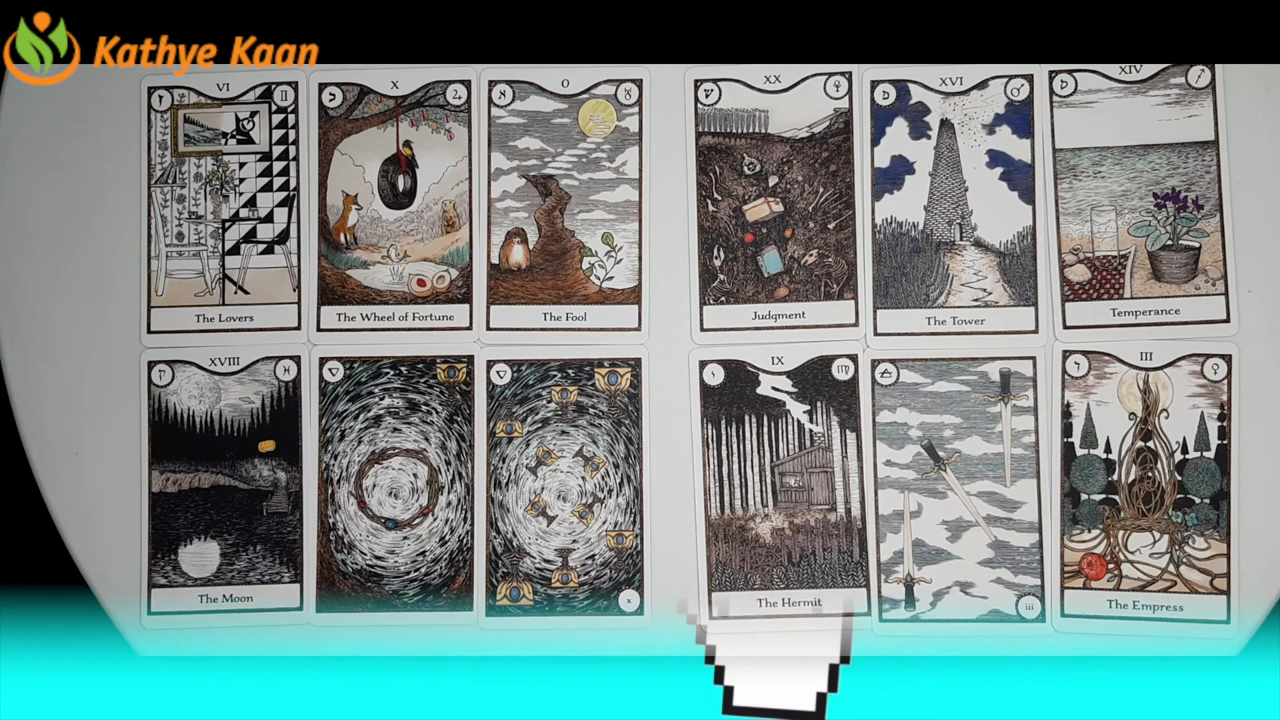 Kathye Kaan
VI
The Lovers
X
The Wheel of Fortune
0
The Fool
XX
Judgment
XVI
The Tower
XIV
Temperance
XVIII
The Moon
x
IX
The Hermit
iii
III
The Empress